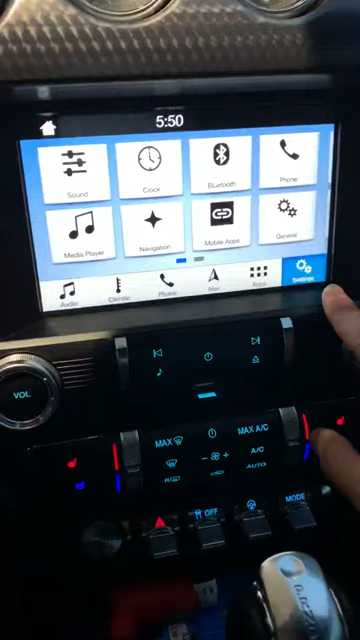 5:50
Sound
Clock
Bluetooth
Phone
Media Player
Navigation
Mobile Apps
General
Audio
Climate
Phone
Nav
Apps
Settings
VOL
MAX
MAX A/C
A/C
- +
AUTO
OFF
MODE